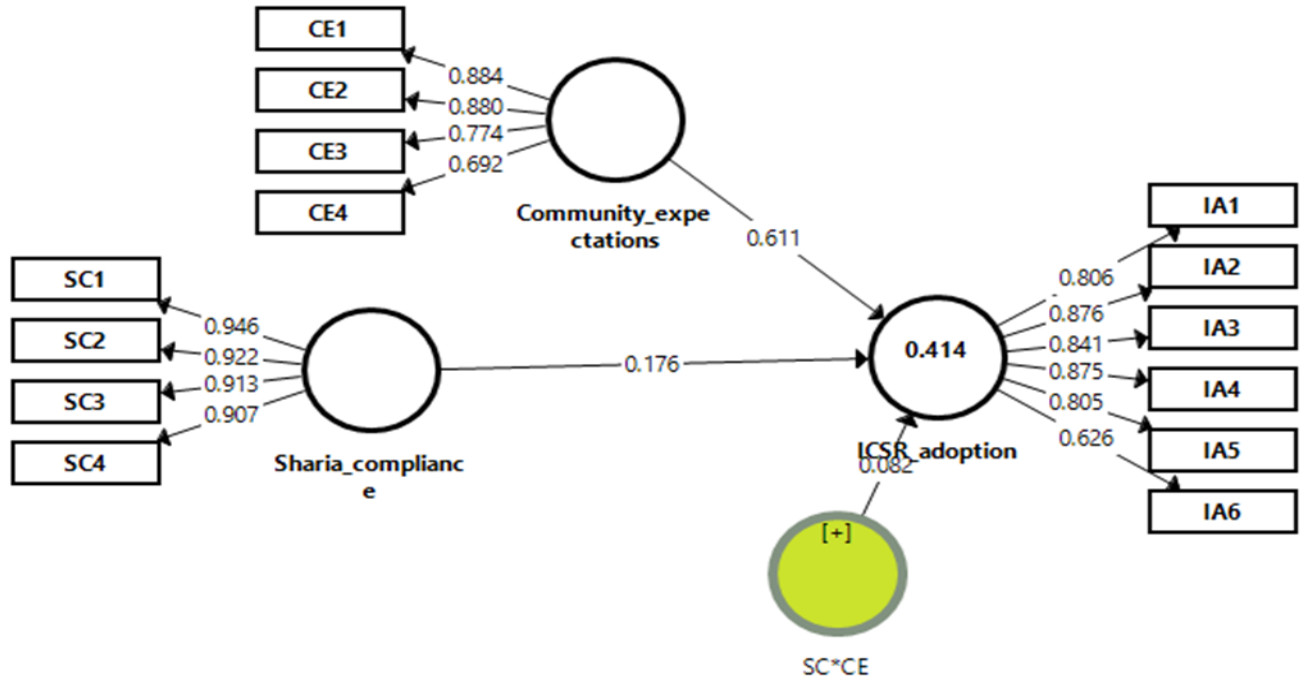 CE1
CE2
CE3
CE4
0.884
0.880
0.774
0.692
Community_expe
ctations
0.611
SC1
SC2
SC3
SC4
0.946
0.922
0.913
0.907
Sharia_complianc
e
0.176
0.414
ICSR_adoption
0.082
[+]
SC*CE
0.806
0.876
0.841
0.875
0.805
0.626
IA1
IA2
IA3
IA4
IA5
IA6